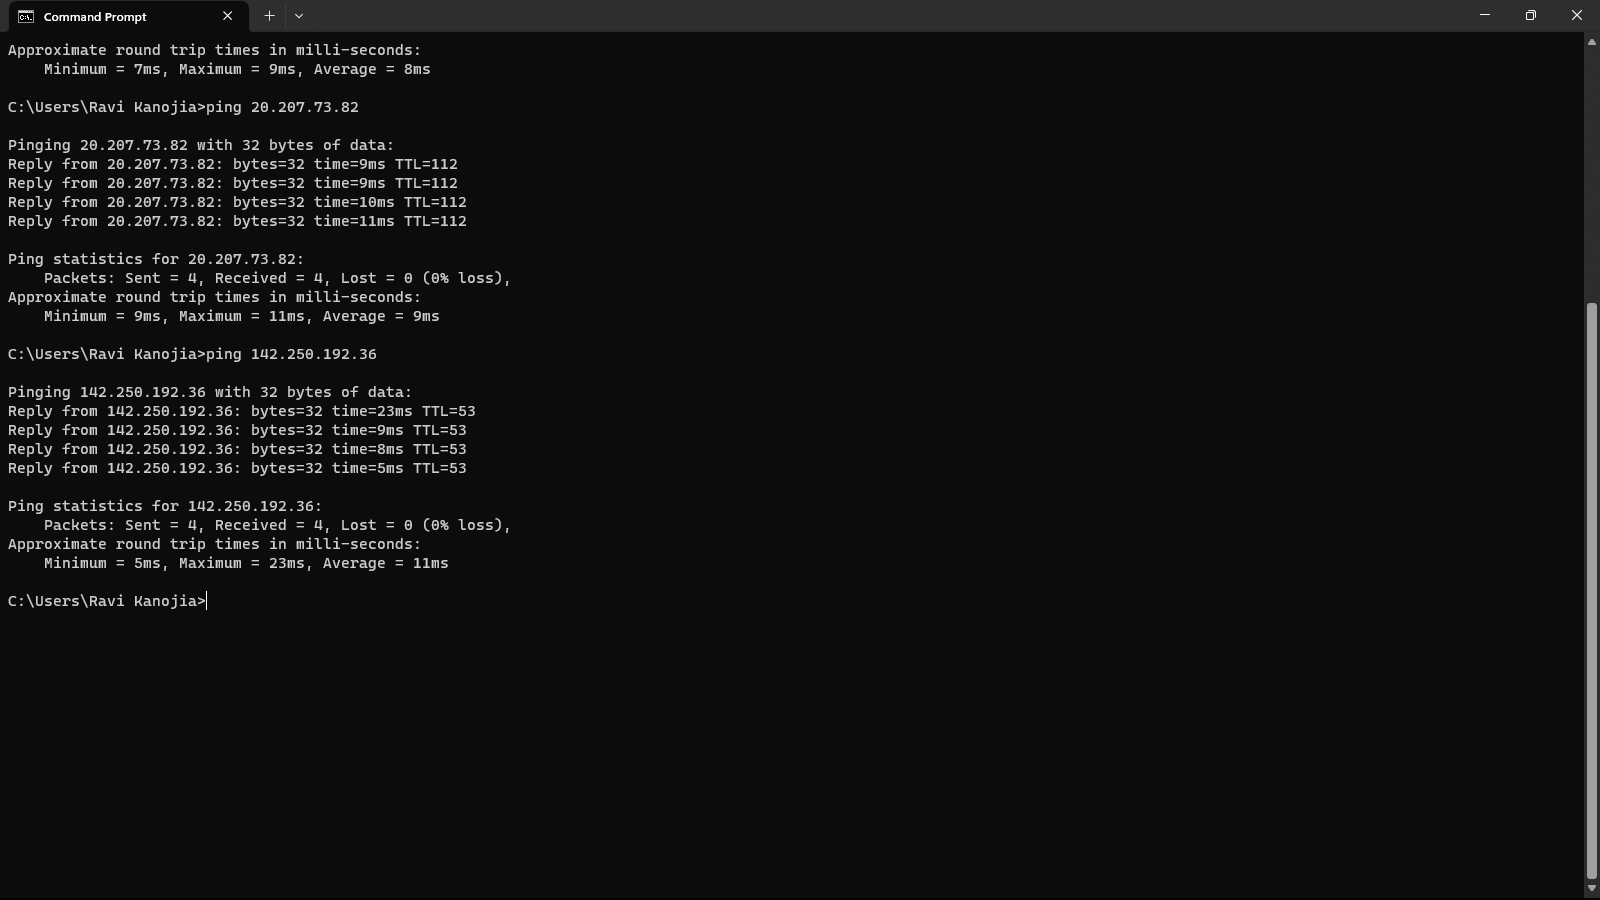 Command Prompt
Approximate round trip times in milli-seconds:
    Minimum = 7ms, Maximum = 9ms, Average = 8ms
C:\Users\Ravi Kanojia>ping 20.207.73.82
Pinging 20.207.73.82 with 32 bytes of data:
Reply from 20.207.73.82: bytes=32 time=9ms TTL=112
Reply from 20.207.73.82: bytes=32 time=9ms TTL=112
Reply from 20.207.73.82: bytes=32 time=10ms TTL=112
Reply from 20.207.73.82: bytes=32 time=11ms TTL=112
Ping statistics for 20.207.73.82:
    Packets: Sent = 4, Received = 4, Lost = 0 (0% loss),
Approximate round trip times in milli-seconds:
    Minimum = 9ms, Maximum = 11ms, Average = 9ms
C:\Users\Ravi Kanojia>ping 142.250.192.36
Pinging 142.250.192.36 with 32 bytes of data:
Reply from 142.250.192.36: bytes=32 time=23ms TTL=53
Reply from 142.250.192.36: bytes=32 time=9ms TTL=53
Reply from 142.250.192.36: bytes=32 time=8ms TTL=53
Reply from 142.250.192.36: bytes=32 time=5ms TTL=53
Ping statistics for 142.250.192.36:
    Packets: Sent = 4, Received = 4, Lost = 0 (0% loss),
Approximate round trip times in milli-seconds:
    Minimum = 5ms, Maximum = 23ms, Average = 11ms
C:\Users\Ravi Kanojia>